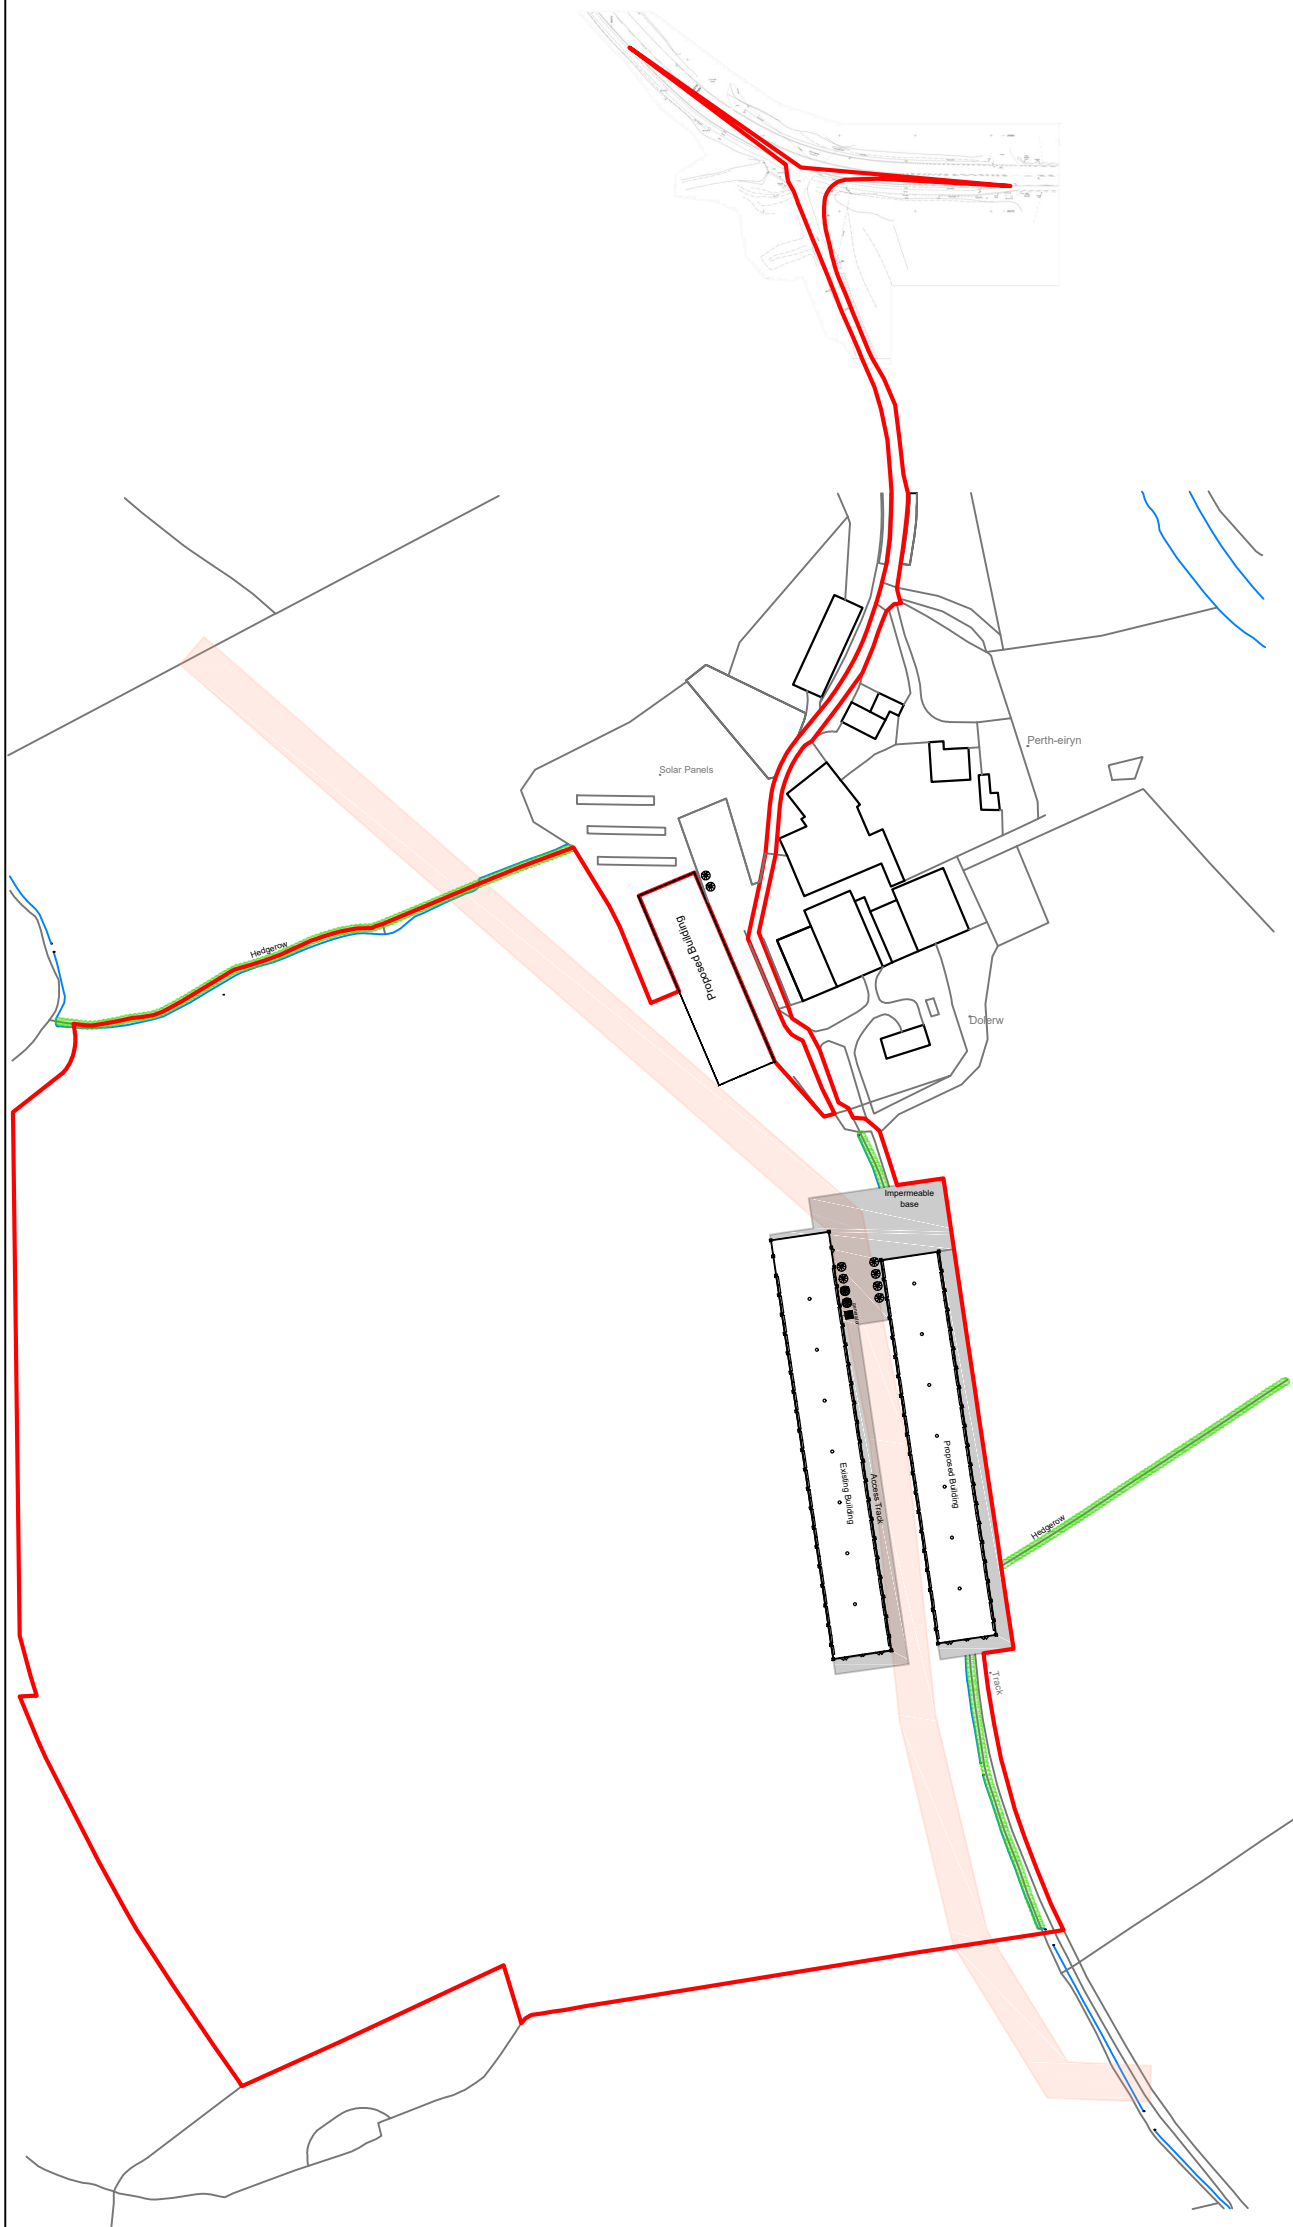 Perth-eiryn
Solar Panels
Proposed Building
Hedgerow
Dolerw
Impermeable
base
Proposed Building
Existing Building
Access Track
Hedgerow
Track